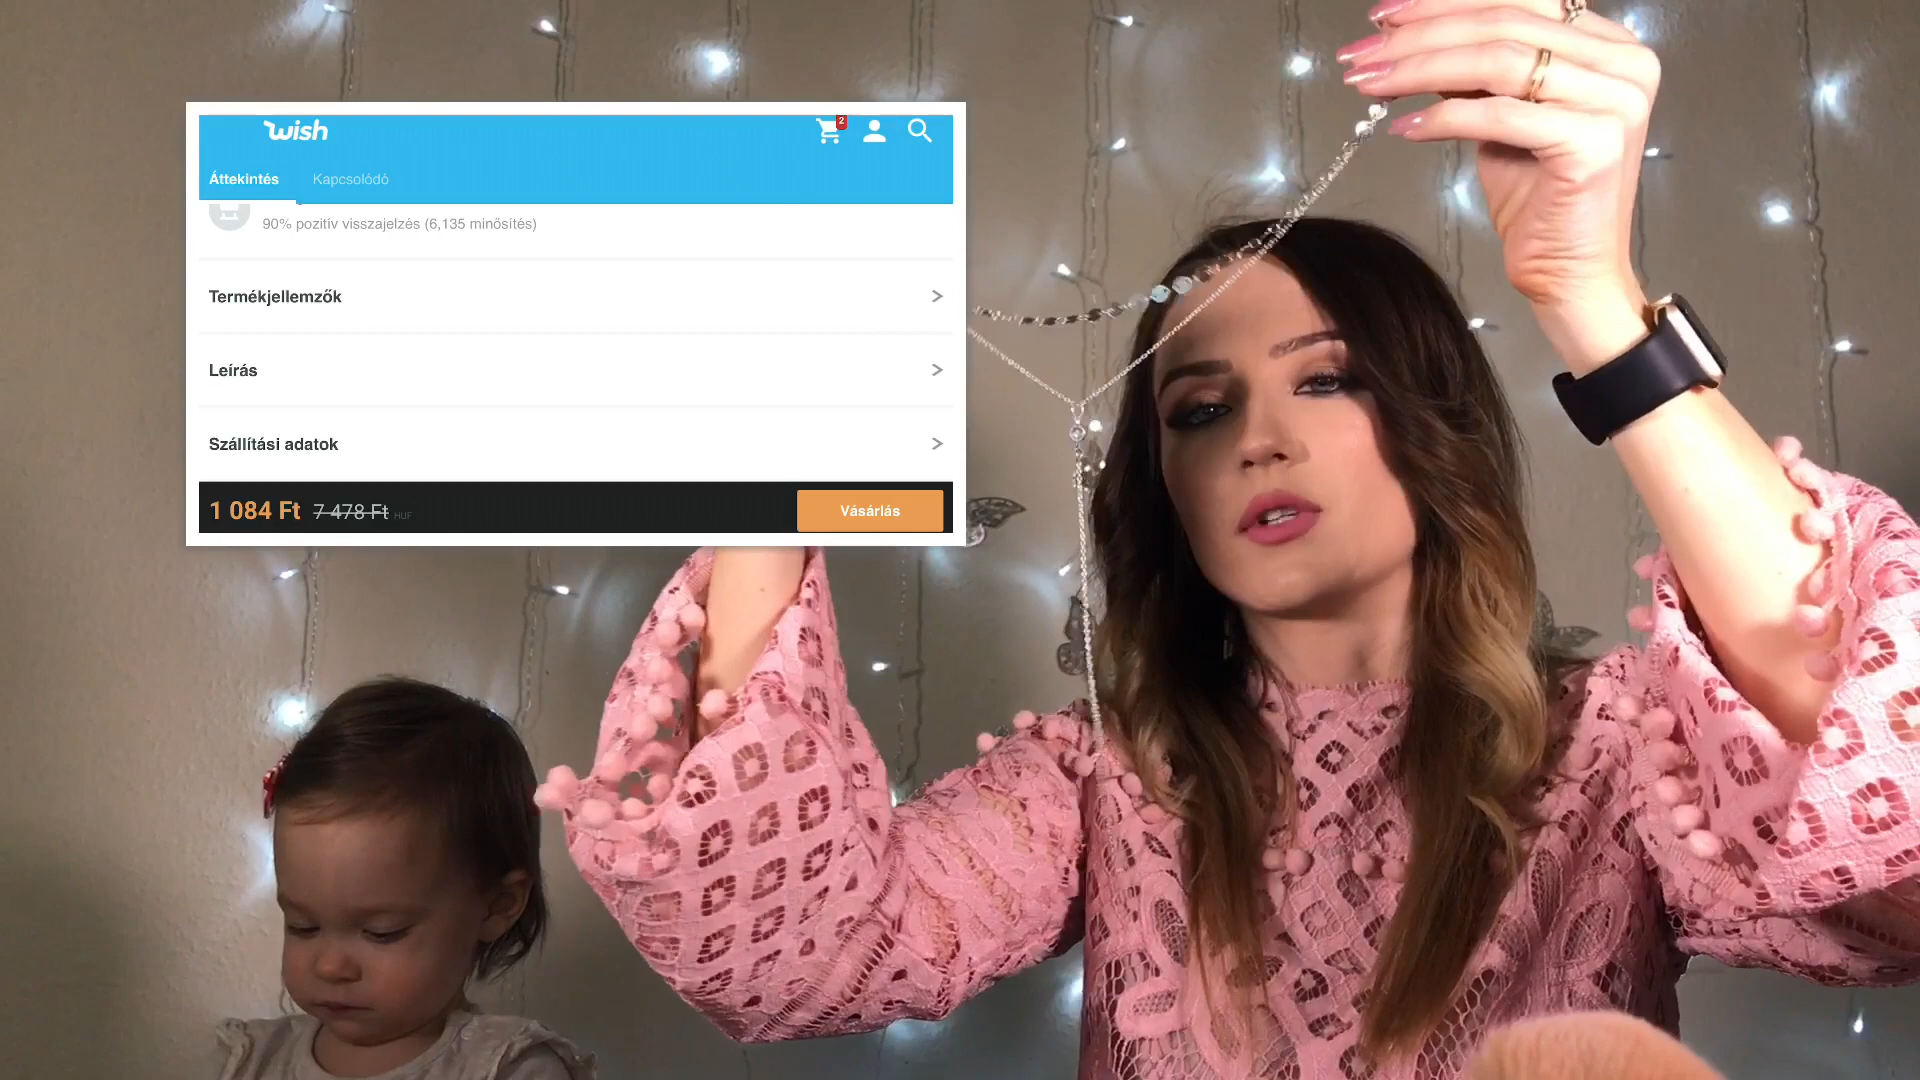 wish
2
Áttekintés
Kapcsolódó
90% pozitív visszajelzés (6,135 minősítés)
Termékjellemzők
Leírás
Szállítási adatok
1 084 Ft 7 478 Ft HUF
Vásárlás